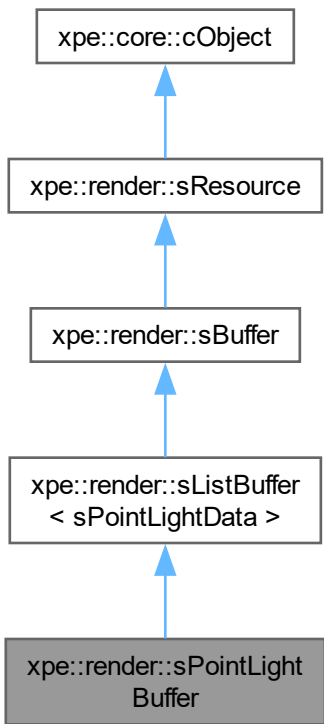 xpe::core::cObject
xpe::render::sResource
xpe::render::sBuffer
xpe::render::sListBuffer
< sPointLightData >
xpe::render::sPointLight
Buffer